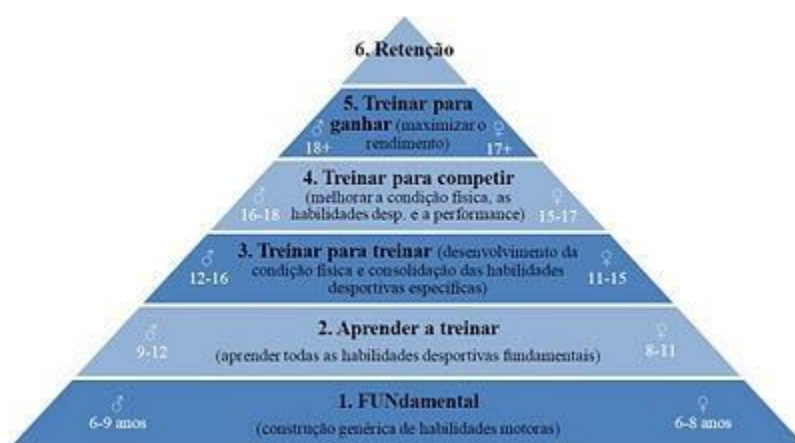 6. Retenção
5. Treinar para
♂ ganhar (maximizar o ♀
18+ rendimento) 17+
4. Treinar para competir
♂ (melhorar a condição física, as ♀
16-18 habilidades desp. e a performance) 15-17
♂ 3. Treinar para treinar (desenvolvimento da ♀
12-16 condição física e consolidação das habilidades 11-15
desportivas específicas)
♂ 2. Aprender a treinar ♀
9-12 (aprender todas as habilidades desportivas fundamentais) 8-11
♂ 1. FUNdamental ♀
6-9 anos (construção genérica de habilidades motoras) 6-8 anos